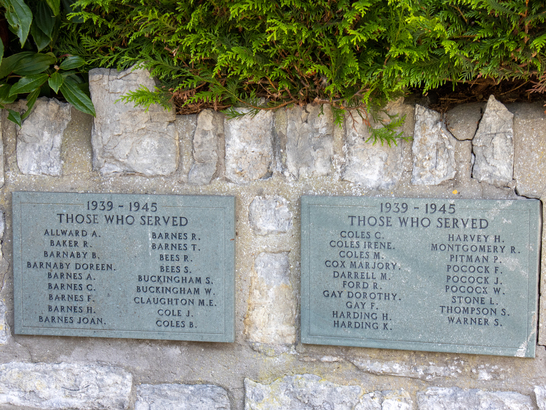 1939 - 1945
THOSE WHO SERVED
ALLWARD A.
BAKER R.
BARNABY B.
BARNABY DOREEN.
BARNES A.
BARNES C.
BARNES F.
BARNES H.
BARNES JOAN.
BARNES R.
BARNES T.
BEES R.
BEES S.
BUCKINGHAM S.
BUCKINGHAM W.
CLAUGHTON M.E.
COLE J.
COLES B.
1939 - 1945
THOSE WHO SERVED
COLES C.
COLES IRENE.
COLES M.
COX MARJORY.
DARRELL M.
FORD R.
GAY DOROTHY.
GAY F.
HARDING H.
HARDING K.
HARVEY H.
MONTGOMERY R.
PITMAN P.
POCOCK F.
POCOCK J.
POCOCK W.
STONE L.
THOMPSON S.
WARNER S.